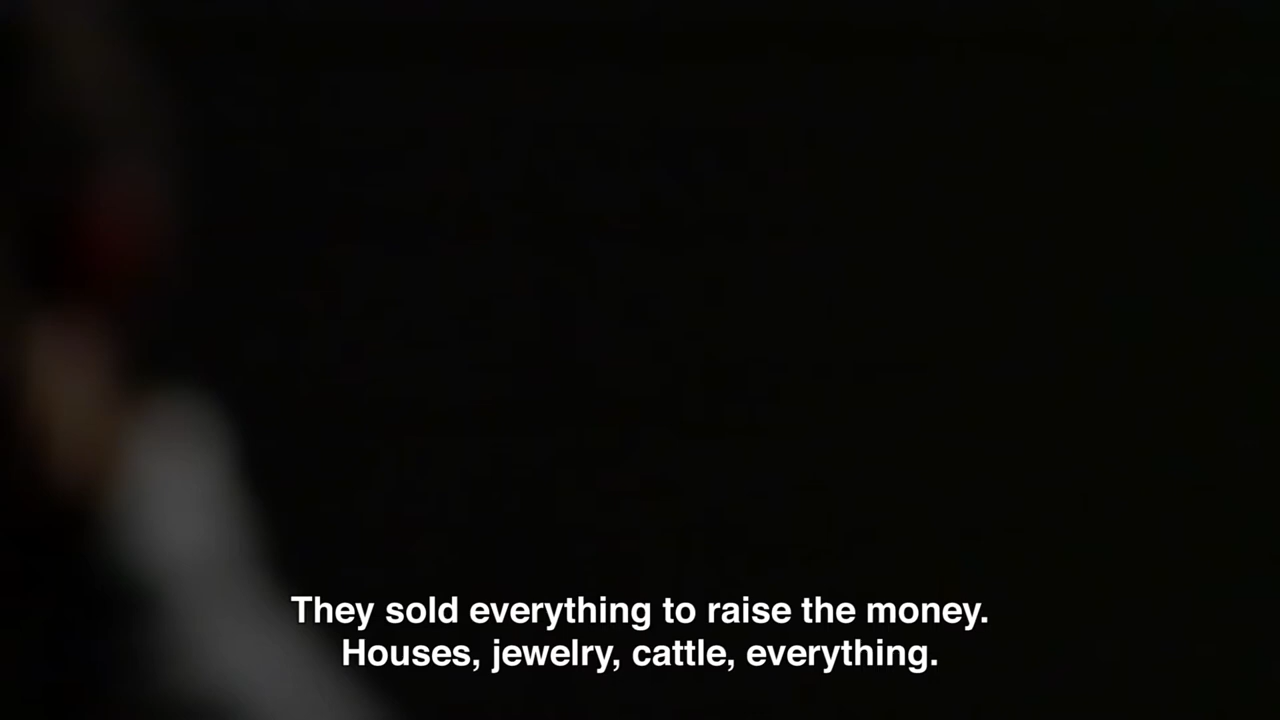 They sold everything to raise the money.
Houses, jewelry, cattle, everything.